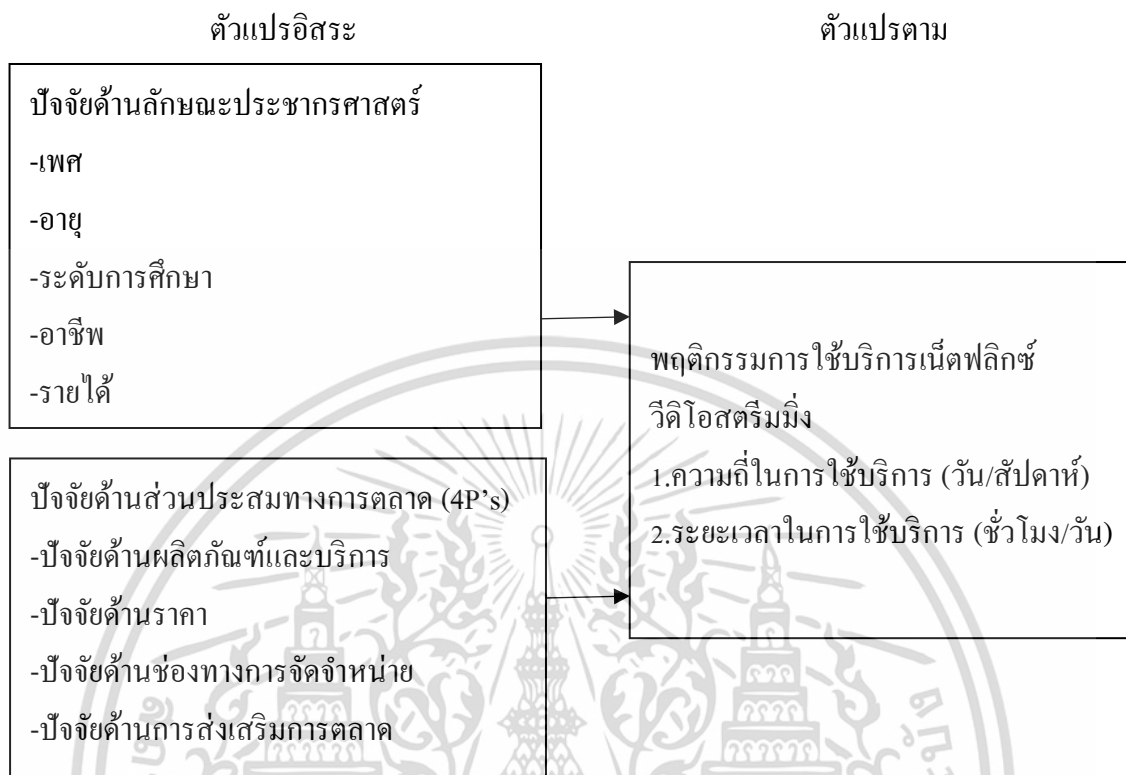 ตัวแปรอิสระ
ตัวแปรตาม
ปัจจัยด้านลักษณะประชากรศาสตร์
-เพศ
-อายุ
-ระดับการศึกษา
-อาชีพ
-รายได้
ปัจจัยด้านส่วนประสมทางการตลาด (4P’s)
-ปัจจัยด้านผลิตภัณฑ์และบริการ
-ปัจจัยด้านราคา
-ปัจจัยด้านช่องทางการจัดจำหน่าย
-ปัจจัยด้านการส่งเสริมการตลาด
พฤติกรรมการใช้บริการเน็ตฟลิกซ์
วีดิโอสตรีมมิ่ง
1.ความถี่ในการใช้บริการ (วัน/สัปดาห์)
2.ระยะเวลาในการใช้บริการ (ชั่วโมง/วัน)